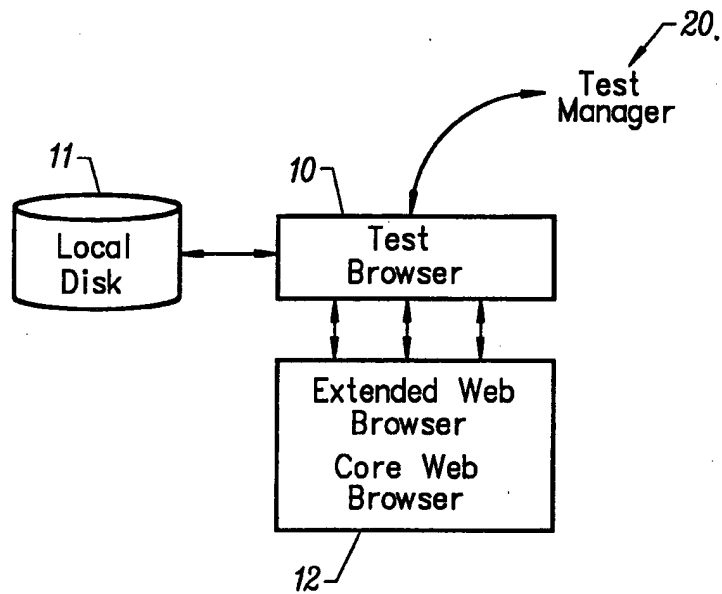 20.
Test
Manager
11
10
Local
Disk
Test
Browser
Extended Web
Browser
Core Web
Browser
12